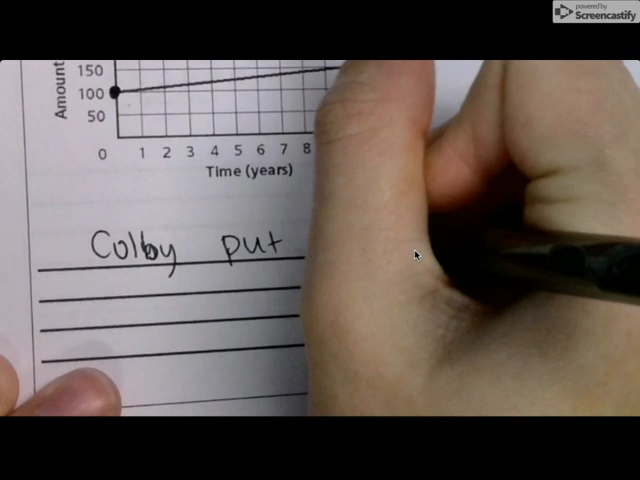 powered by
Screencastify
Amount
150
100
50
0 1 2 3 4 5 6 7 8
Time (years)
Colby put